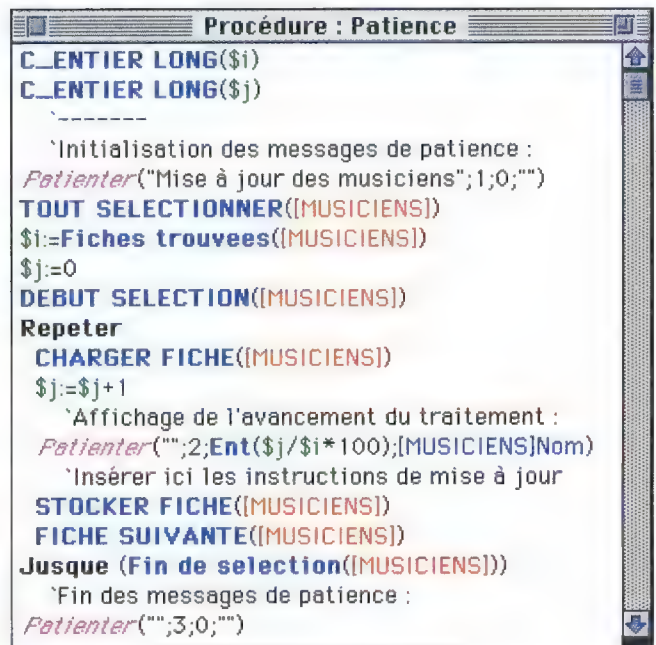 Procédure : Patience
C_ENTIER LONG($i)
C_ENTIER LONG($j)
`-------
`Initialisation des messages de patience :
Patienter("Mise à jour des musiciens";1;0;"")
TOUT SELECTIONNER([MUSICIENS])
$i:=Fiches trouvees([MUSICIENS])
$j:=0
DEBUT SELECTION([MUSICIENS])
Repeter
CHARGER FICHE([MUSICIENS])
$j:=$j+1
`Affichage de l'avancement du traitement :
Patienter("";2;Ent($j/$i*100);[MUSICIENS]Nom)
`Insérer ici les instructions de mise à jour
STOCKER FICHE([MUSICIENS])
FICHE SUIVANTE([MUSICIENS])
Jusque (Fin de selection([MUSICIENS]))
`Fin des messages de patience :
Patienter("";3;0;"")